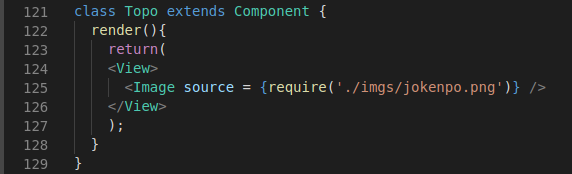 121 class Topo extends Component {
122   render(){
123     return(
124     <View>
125       <Image source = {require('./imgs/jokenpo.png')} />
126     </View>
127     );
128   }
129 }